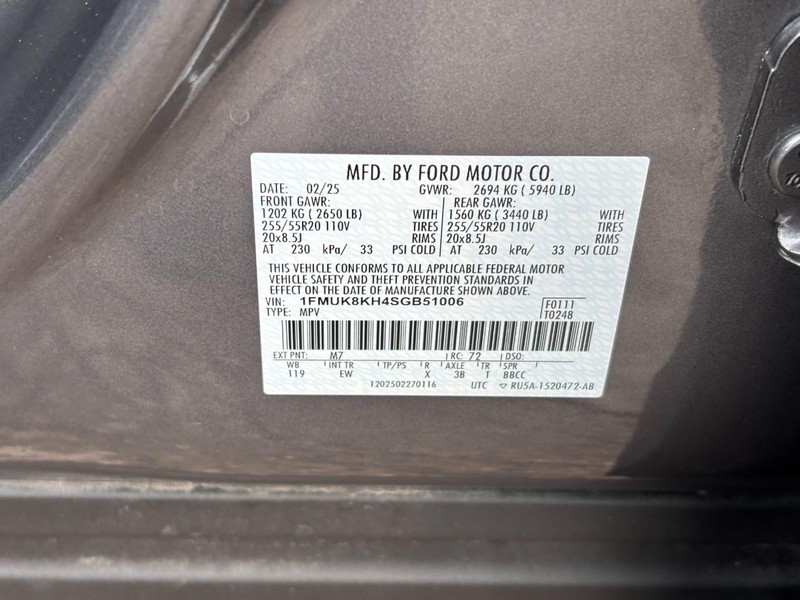 MFD. BY FORD MOTOR CO.
DATE: 02/25 GVWR: 2694 KG ( 5940 LB)
FRONT GAWR: REAR GAWR:
1202 KG ( 2650 LB) WITH 1560 KG ( 3440 LB) WITH
255/55R20 110V TIRES 255/55R20 110V TIRES
20x8.5J RIMS 20x8.5J RIMS
AT 230 kPa/ 33 PSI COLD AT 230 kPa/ 33 PSI COLD
THIS VEHICLE CONFORMS TO ALL APPLICABLE FEDERAL MOTOR
VEHICLE SAFETY AND THEFT PREVENTION STANDARDS IN
EFFECT ON THE DATE OF MANUFACTURE SHOWN ABOVE.
VIN: 1FMUK8KH4SGB51006 F0111
TYPE: MPV T0248
EXT PNT: M7 RC: 72 DSO:
WB INT TR TP/PS R AXLE TR SPR
119 EW X 3B T BBCC
1202502270116 UTC ▽ RU5A-1520472-AB